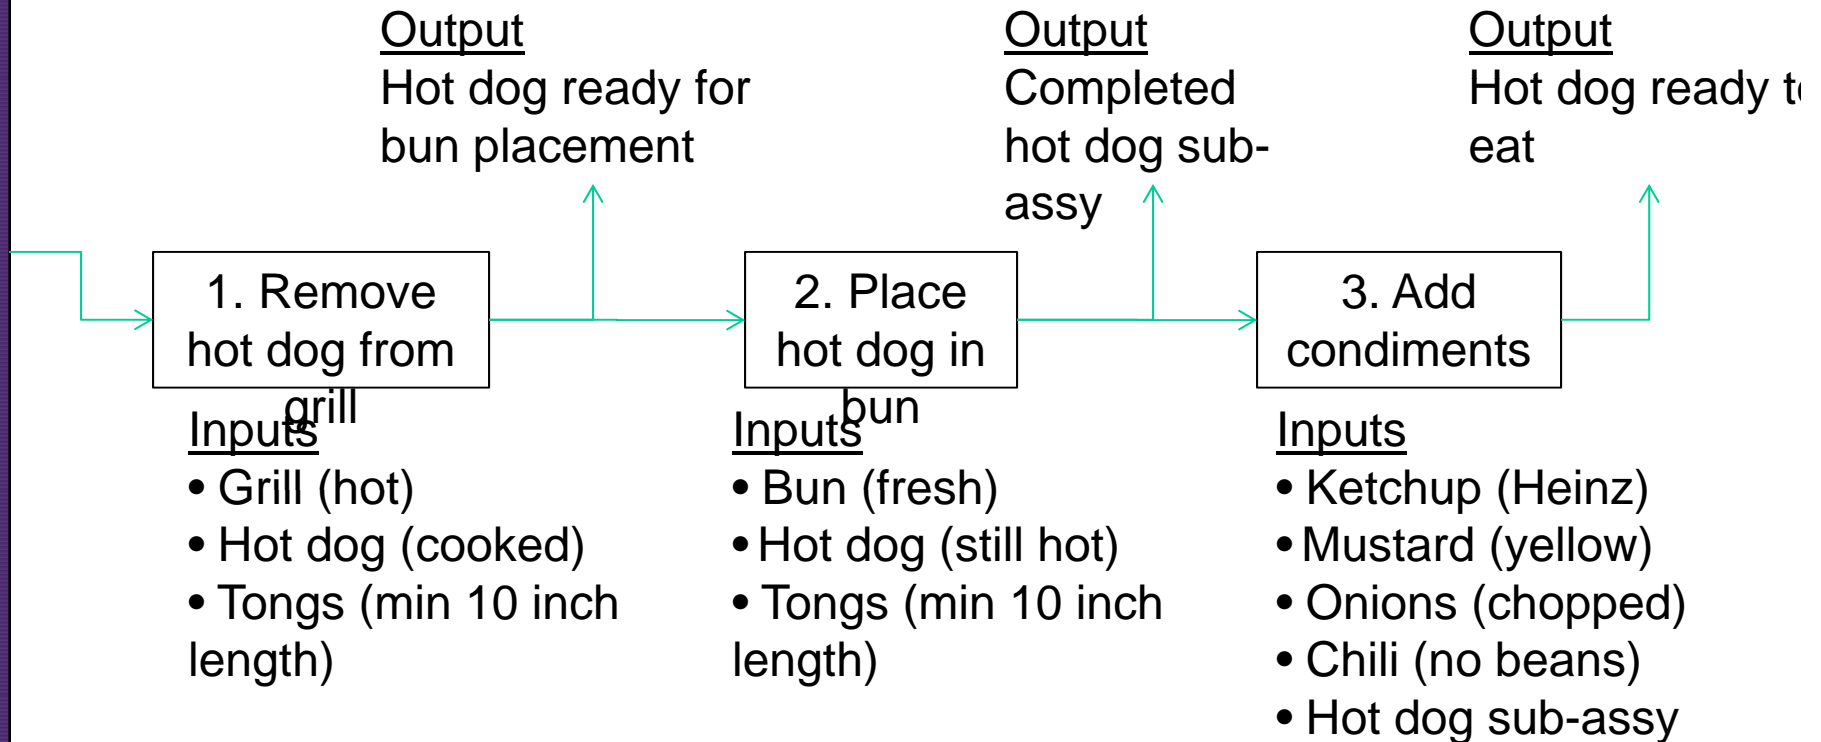 Output
Hot dog ready for
bun placement
Output
Completed
hot dog sub-
assy
Output
Hot dog ready
eat
1. Remove
hot dog from
grill
2. Place
hot dog in
bun
3. Add
condiments
Inputs
• Grill (hot)
• Hot dog (cooked)
• Tongs (min 10 inch
length)
Inputs
• Bun (fresh)
• Hot dog (still hot)
• Tongs (min 10 inch
length)
Inputs
• Ketchup (Heinz)
• Mustard (yellow)
• Onions (chopped)
• Chili (no beans)
• Hot dog sub-assy